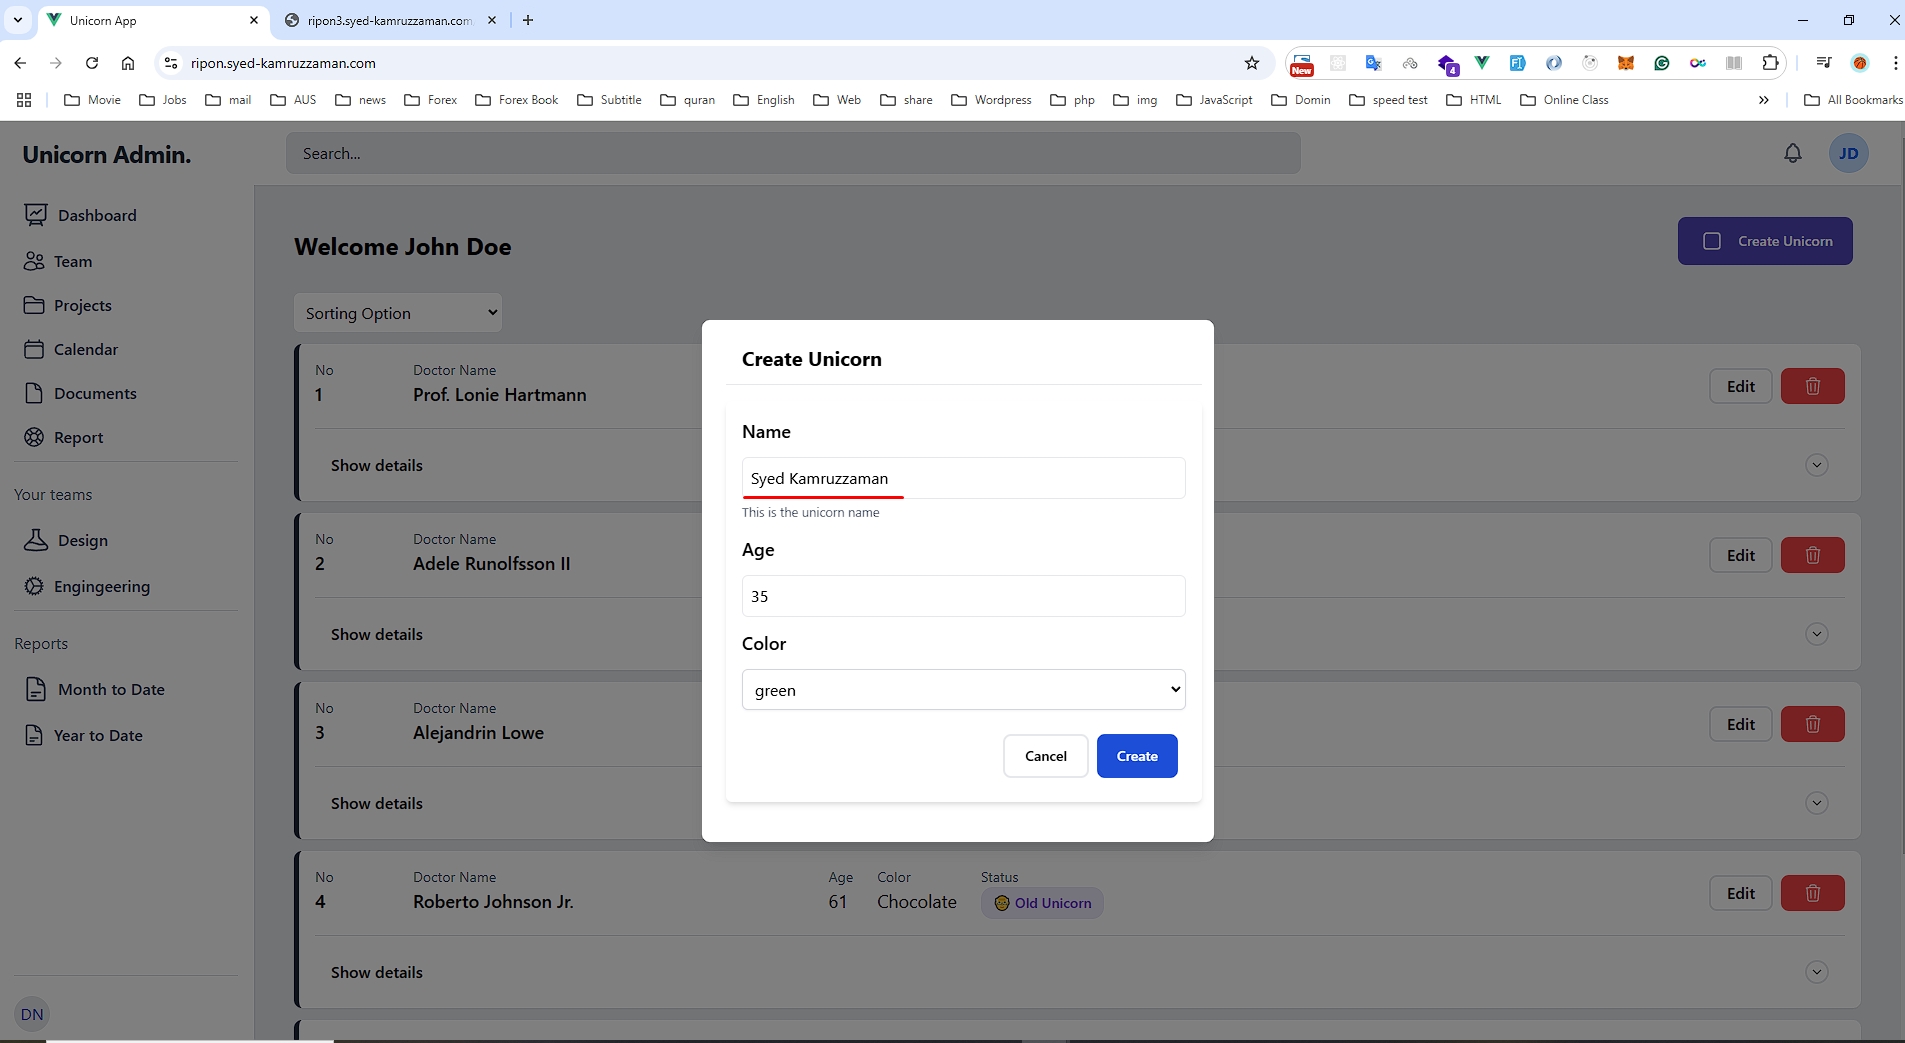 Unicorn App
ripon3.syed-kamruzzaman.com
ripon.syed-kamruzzaman.com
New
4
Movie
Jobs
mail
AUS
news
Forex
Forex Book
Subtitle
quran
English
Web
share
Wordpress
php
img
JavaScript
Domin
speed test
HTML
Online Class
All Bookmarks
Unicorn Admin.
Search...
JD
Dashboard
Team
Projects
Calendar
Documents
Report
Your teams
Design
Engingeering
Reports
Month to Date
Year to Date
DN
Welcome John Doe
Create Unicorn
Sorting Option
No
1
Doctor Name
Prof. Lonie Hartmann
Edit
Show details
No
2
Doctor Name
Adele Runolfsson II
Edit
Show details
No
3
Doctor Name
Alejandrin Lowe
Edit
Show details
No
4
Doctor Name
Roberto Johnson Jr.
Age
61
Color
Chocolate
Status
Old Unicorn
Edit
Show details
Create Unicorn
Name
Syed Kamruzzaman
This is the unicorn name
Age
35
Color
green
Cancel
Create